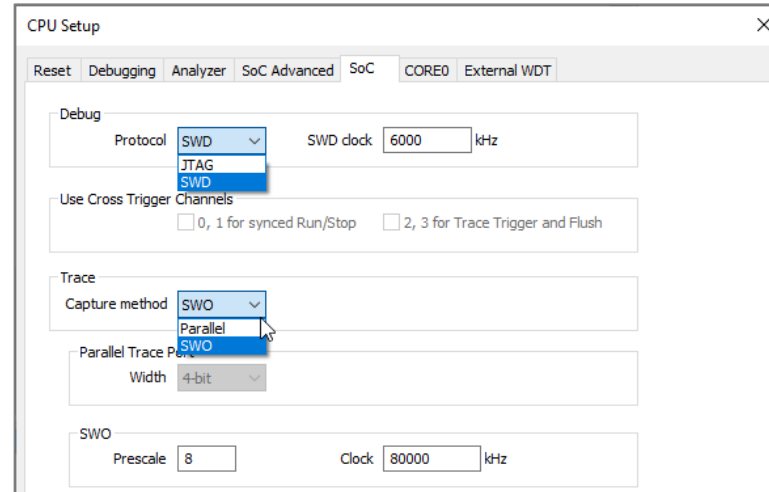 CPU Setup
Reset Debugging Analyzer SoC Advanced SoC CORE0 External WDT
Debug
Protocol SWD SWD clock 6000 kHz
JTAG
SWD
Use Cross Trigger Channels
0, 1 for synced Run/Stop 2, 3 for Trace Trigger and Flush
Trace
Capture method SWO
Parallel
SWO
Parallel Trace Port
Width 4-bit
SWO
Prescale 8 Clock 80000 kHz